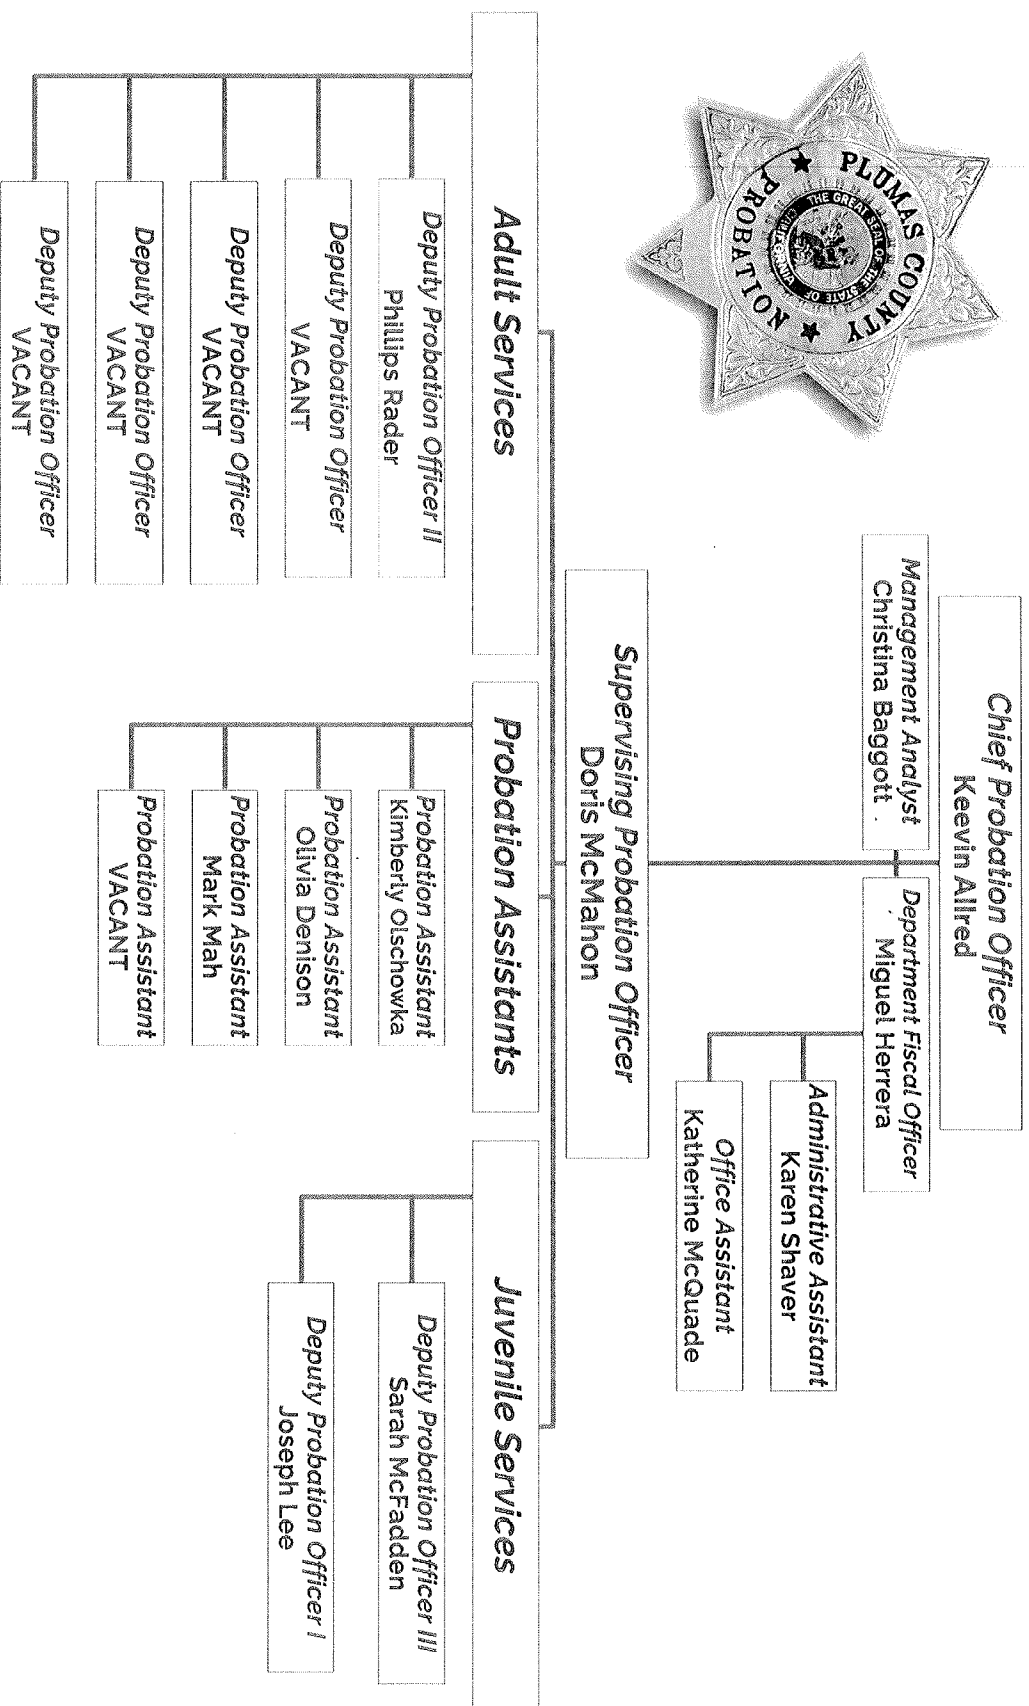 PLUMAS COUNTY
PROBATION
THE GREAT SEAL OF THE STATE OF
Chief Probation Officer
Keevin Allred
Management Analyst
Christina Baggott
Department Fiscal Officer
Miguel Herrera
Administrative Assistant
Karen Shaver
Office Assistant
Katherine McQuade
Supervising Probation Officer
Doris McMahon
Adult Services
Deputy Probation Officer II
Phillips Rader
Deputy Probation Officer
VACANT
Deputy Probation Officer
VACANT
Deputy Probation Officer
VACANT
Deputy Probation Officer
VACANT
Probation Assistants
Probation Assistant
Kimberly Olschowka
Probation Assistant
Olivia Denison
Probation Assistant
Mark Mah
Probation Assistant
VACANT
Juvenile Services
Deputy Probation Officer III
Sarah McFadden
Deputy Probation Officer I
Joseph Lee